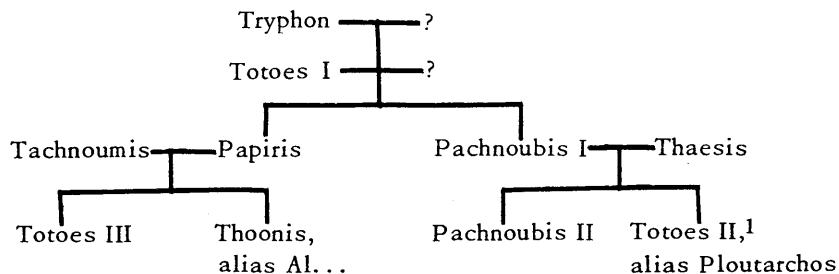 Tryphon ?
Totoes I ?
Tachnoumis Papiris Pachnoubis I Thaesis
Totoes III Thoonis, Pachnoubis II Totoes II,1
alias Al... alias Ploutarchos